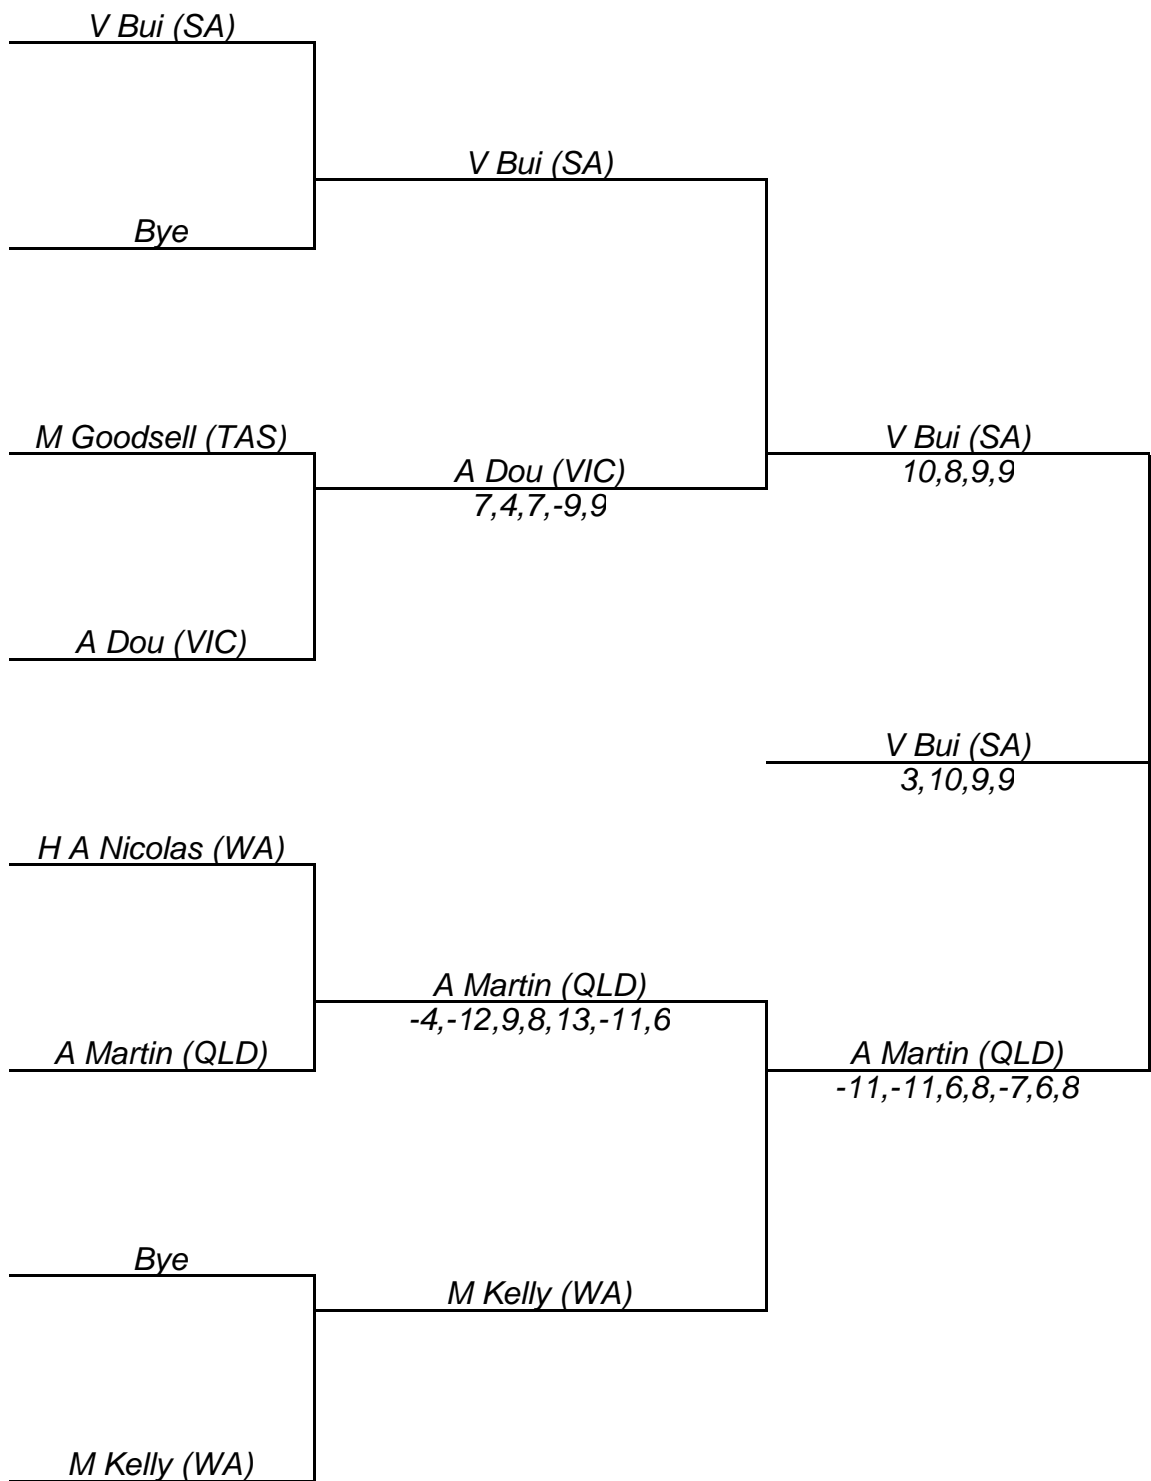 V Bui (SA)
V Bui (SA)
Bye
M Goodsell (TAS)
V Bui (SA)
10,8,9,9
A Dou (VIC)
7,4,7,-9,9
A Dou (VIC)
V Bui (SA)
3,10,9,9
H A Nicolas (WA)
A Martin (QLD)
-4,-12,9,8,13,-11,6
A Martin (QLD)
A Martin (QLD)
-11,-11,6,8,-7,6,8
Bye
M Kelly (WA)
M Kelly (WA)